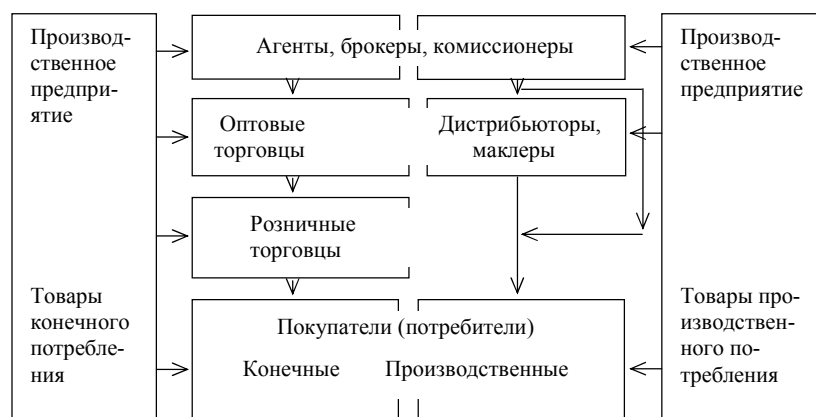 Производ-
ственное
предпри-
ятие
Агенты, брокеры, комиссионеры
Производ-
ственное
предприятие
Оптовые
торговцы
Дистрибьюторы,
маклеры
Розничные
торговцы
Товары
конечного
потребле-
ния
Покупатели (потребители)
Конечные Производственные
Товары про-
изводствен-
ного по-
требления